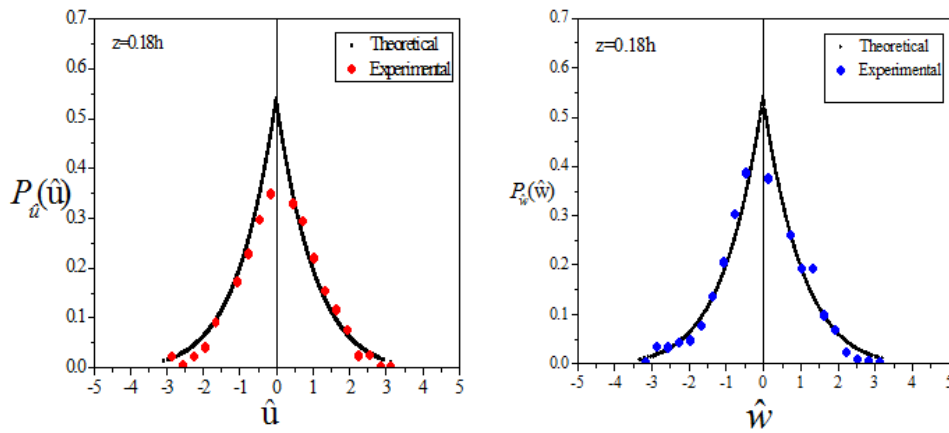 0.7
z=0.18h
Theoretical
Experimental
0.6
0.5
0.4
P_û(û)
0.3
0.2
0.1
0.0
-5 -4 -3 -2 -1 0 1 2 3 4 5
û
0.7
z=0.18h
Theoretical
Experimental
0.6
0.5
0.4
P_ŵ(ŵ)
0.3
0.2
0.1
0.0
-5 -4 -3 -2 -1 0 1 2 3 4 5
ŵ